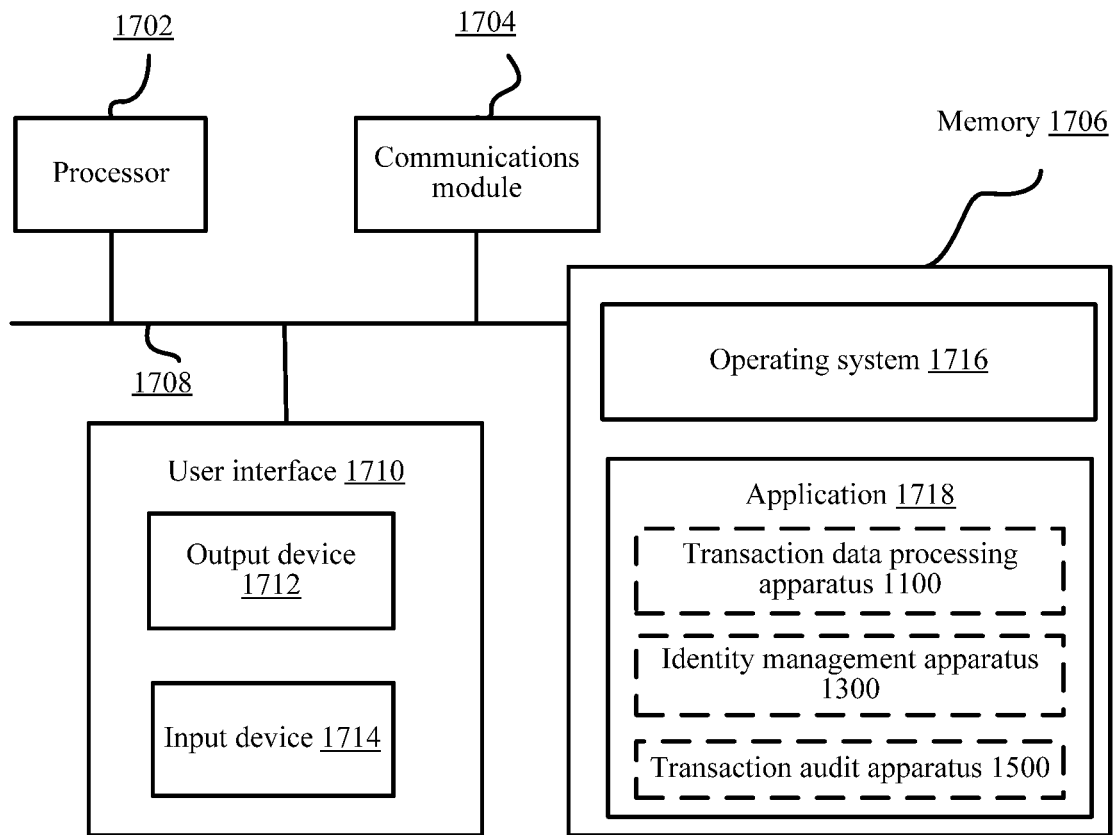 1702
1704
Processor
Communications
module
Memory 1706
1708
Operating system 1716
User interface 1710
Output device
1712
Input device 1714
Application 1718
Transaction data processing
apparatus 1100
Identity management apparatus
1300
Transaction audit apparatus 1500